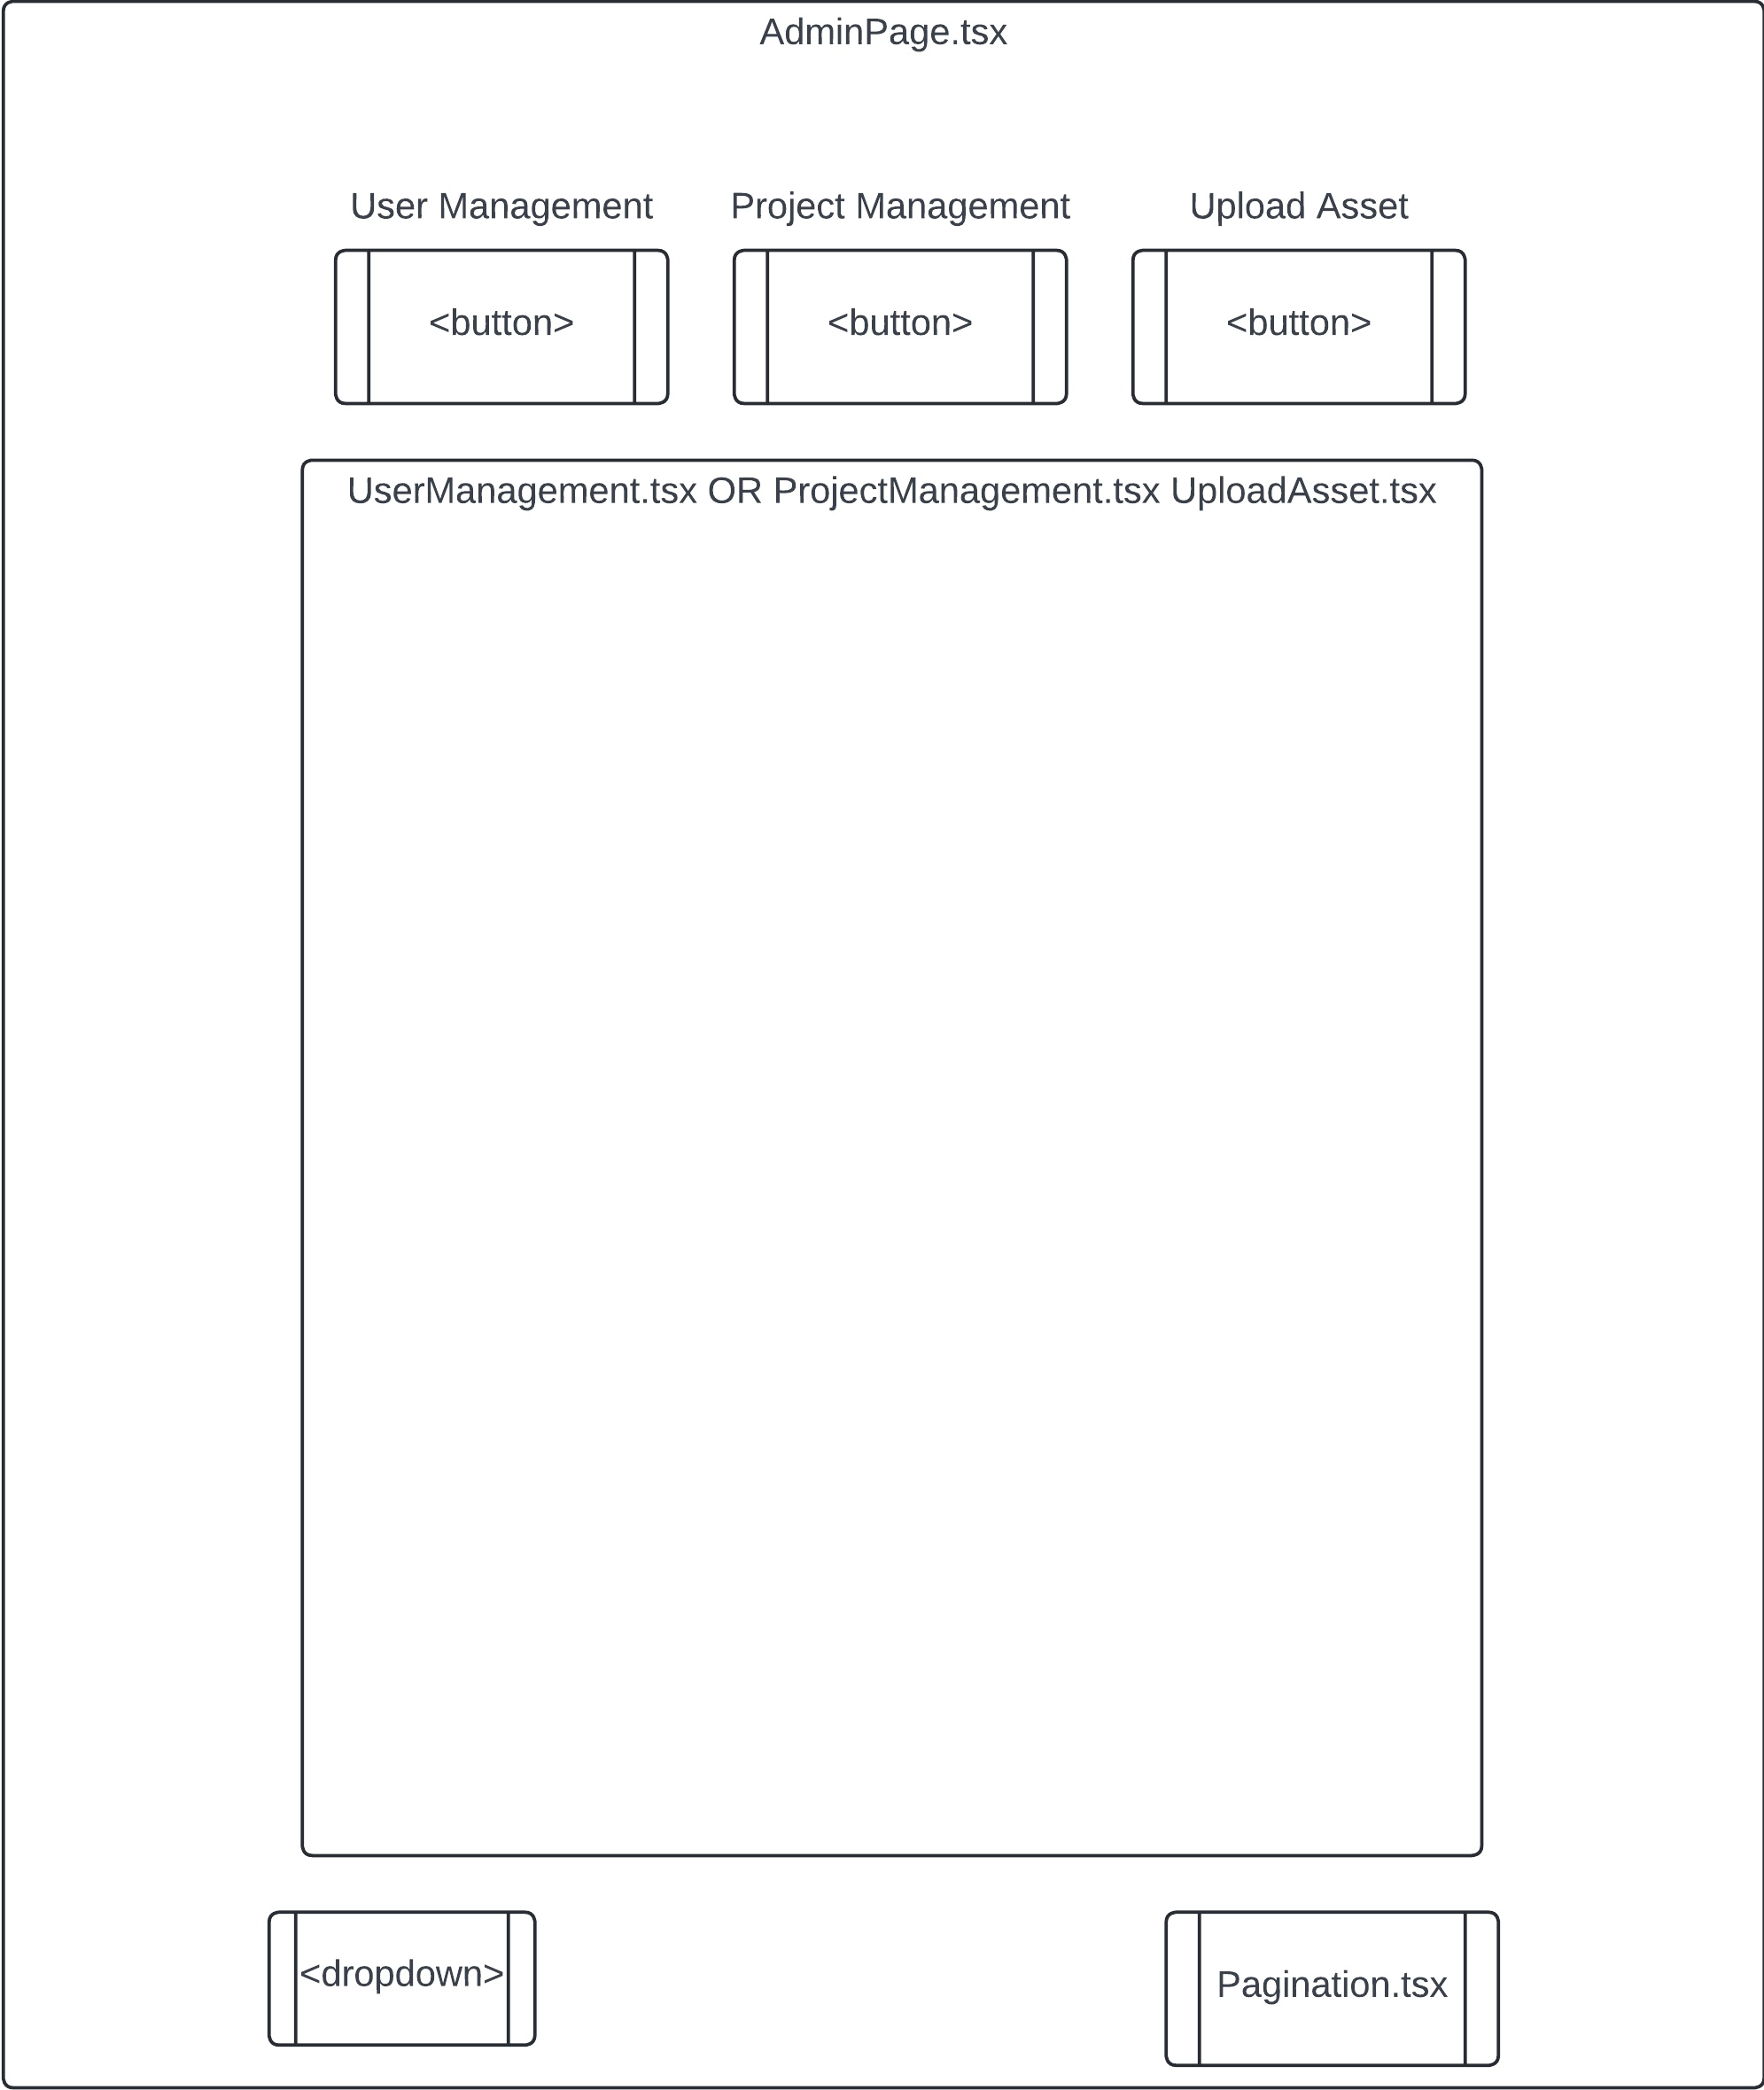 AdminPage.tsx
User Management
Project Management
Upload Asset
<button>
<button>
<button>
UserManagement.tsx OR ProjectManagement.tsx UploadAsset.tsx
<dropdown>
Pagination.tsx